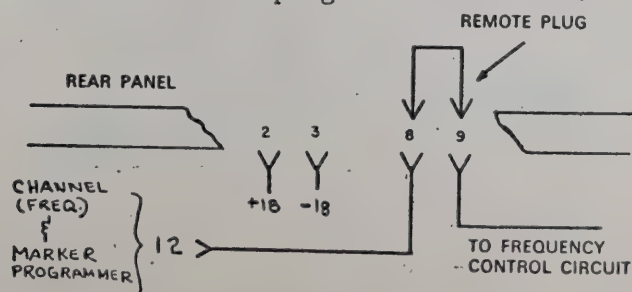 REMOTE PLUG
REAR PANEL
2 3 8 9
+18 -18
CHANNEL
(FREQ.)
&
MARKER
PROGRAMMER
12
TO FREQUENCY
CONTROL CIRCUIT